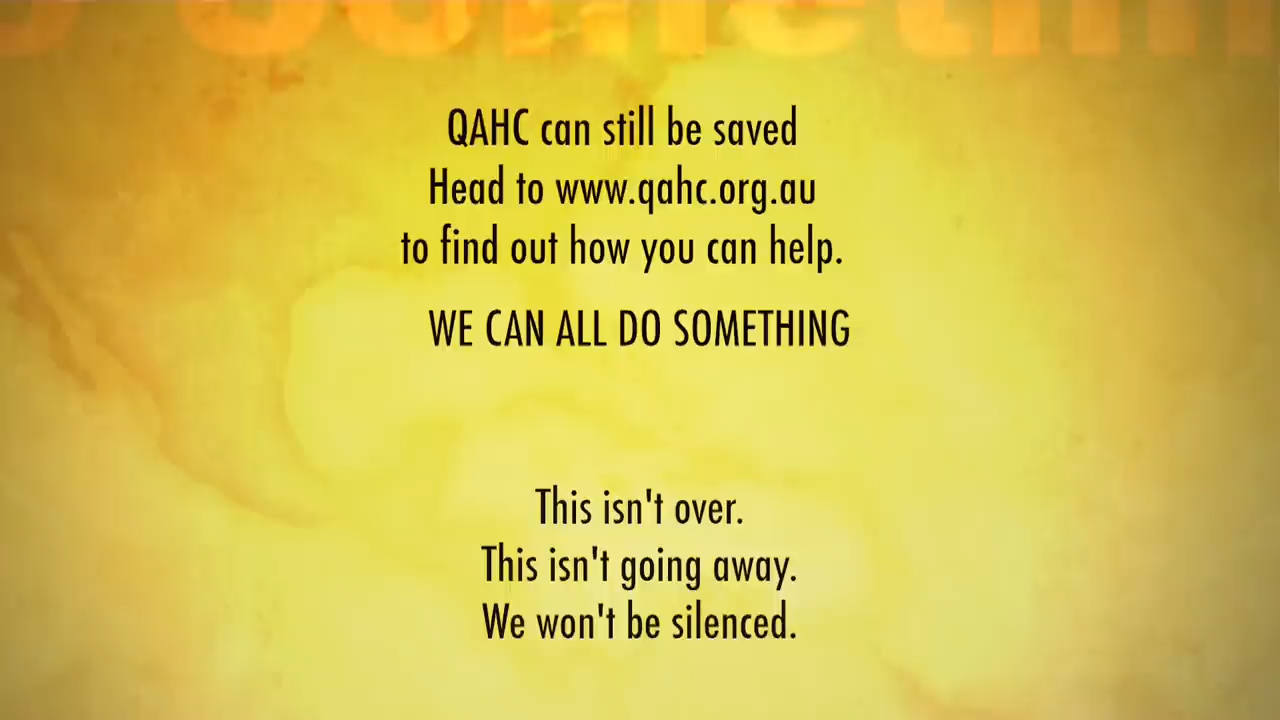 QAHC can still be saved
Head to www.qahc.org.au
to find out how you can help.
WE CAN ALL DO SOMETHING
This isn't over.
This isn't going away.
We won't be silenced.